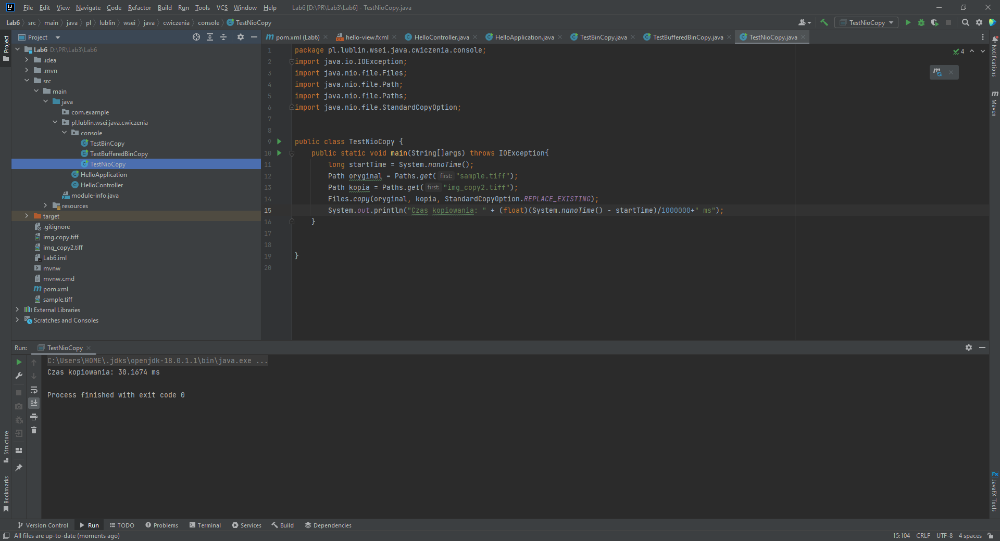 File Edit View Navigate Code Refactor Build Run Tools VCS Window Help Lab6 [D:\PR\Lab3\Lab6] - TestNioCopy.java
Lab6 src main java pl lublin wsei java cwiczenia console TestNioCopy
TestNioCopy
Project
Project
pom.xml (Lab6) hello-view.fxml HelloController.java HelloApplication.java TestBinCopy.java TestBufferedBinCopy.java TestNioCopy.java
Lab6 D:\PR\Lab3\Lab6
.idea
.mvn
src
main
java
com.example
pl.lublin.wsei.java.cwiczenia
console
TestBinCopy
TestBufferedBinCopy
TestNioCopy
HelloApplication
HelloController
module-info.java
resources
target
.gitignore
img.copy.tiff
img_copy2.tiff
Lab6.iml
mvnw
mvnw.cmd
pom.xml
sample.tiff
External Libraries
Scratches and Consoles
1 package pl.lublin.wsei.java.cwiczenia.console;
2 import java.io.IOException;
3 import java.nio.file.Files;
4 import java.nio.file.Path;
5 import java.nio.file.Paths;
6 import java.nio.file.StandardCopyOption;
7
8
9 public class TestNioCopy {
10 public static void main(String[]args) throws IOException{
11 long startTime = System.nanoTime();
12 Path oryginal = Paths.get( first: "sample.tiff");
13 Path kopia = Paths.get( first: "img_copy2.tiff");
14 Files.copy(oryginal, kopia, StandardCopyOption.REPLACE_EXISTING);
15 System.out.println("Czas kopiowania: " + (float)(System.nanoTime() - startTime)/1000000+" ms");
16 }
17
18
19 }
20
4
Notifications
Maven
JavaFX Tools
Structure
Bookmarks
Run: TestNioCopy
C:\Users\HOME\.jdks\openjdk-18.0.1.1\bin\java.exe ...
Czas kopiowania: 30.1674 ms
Process finished with exit code 0
Version Control Run TODO Problems Terminal Services Build Dependencies
All files are up-to-date (moments ago) 15:104 CRLF UTF-8 4 spaces